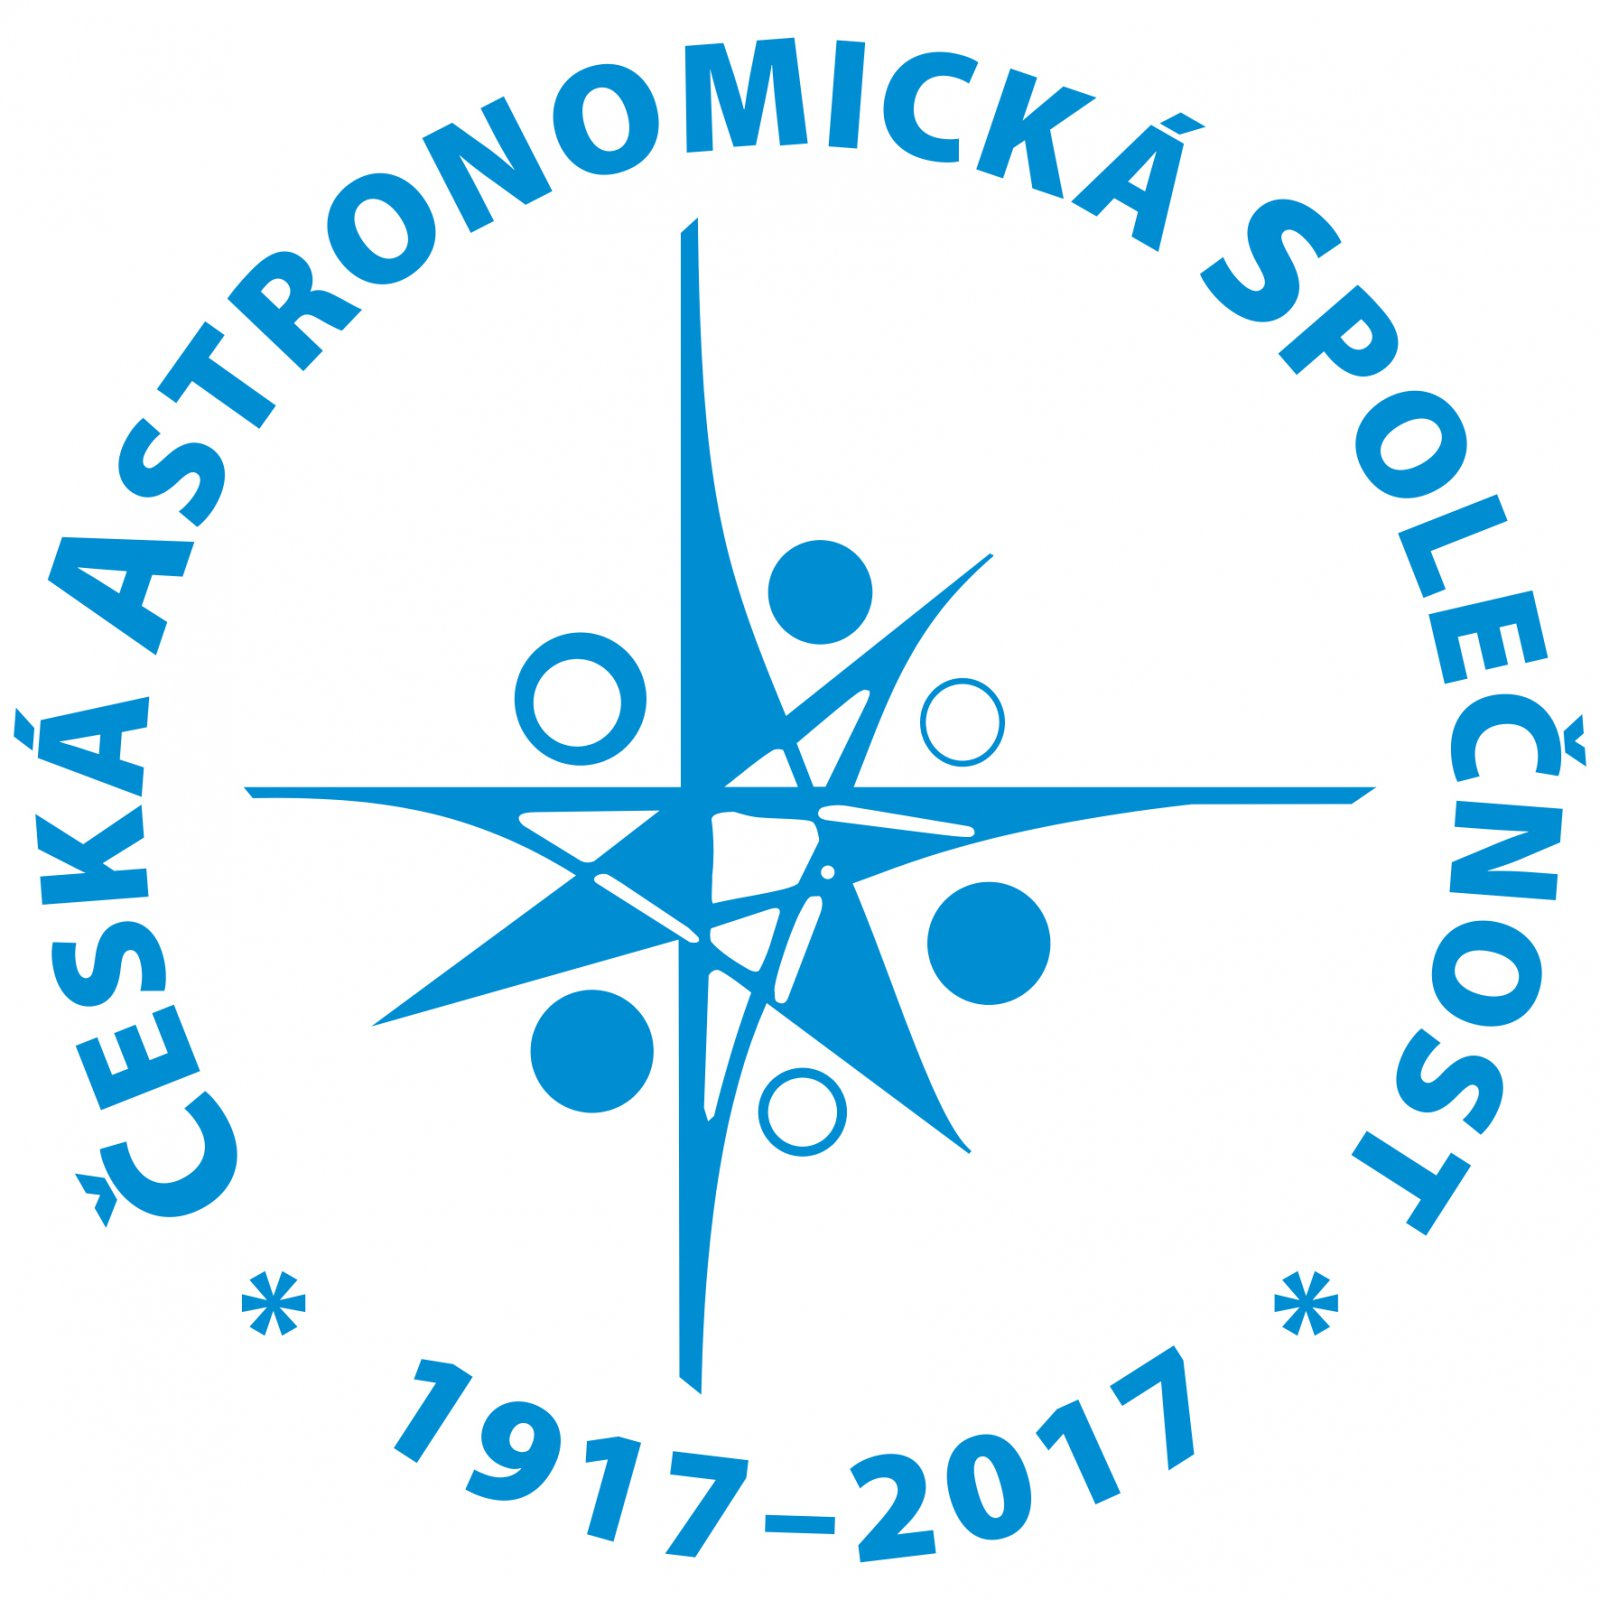 ČESKÁ ASTRONOMICKÁ SPOLEČNOST
* 1917–2017 *